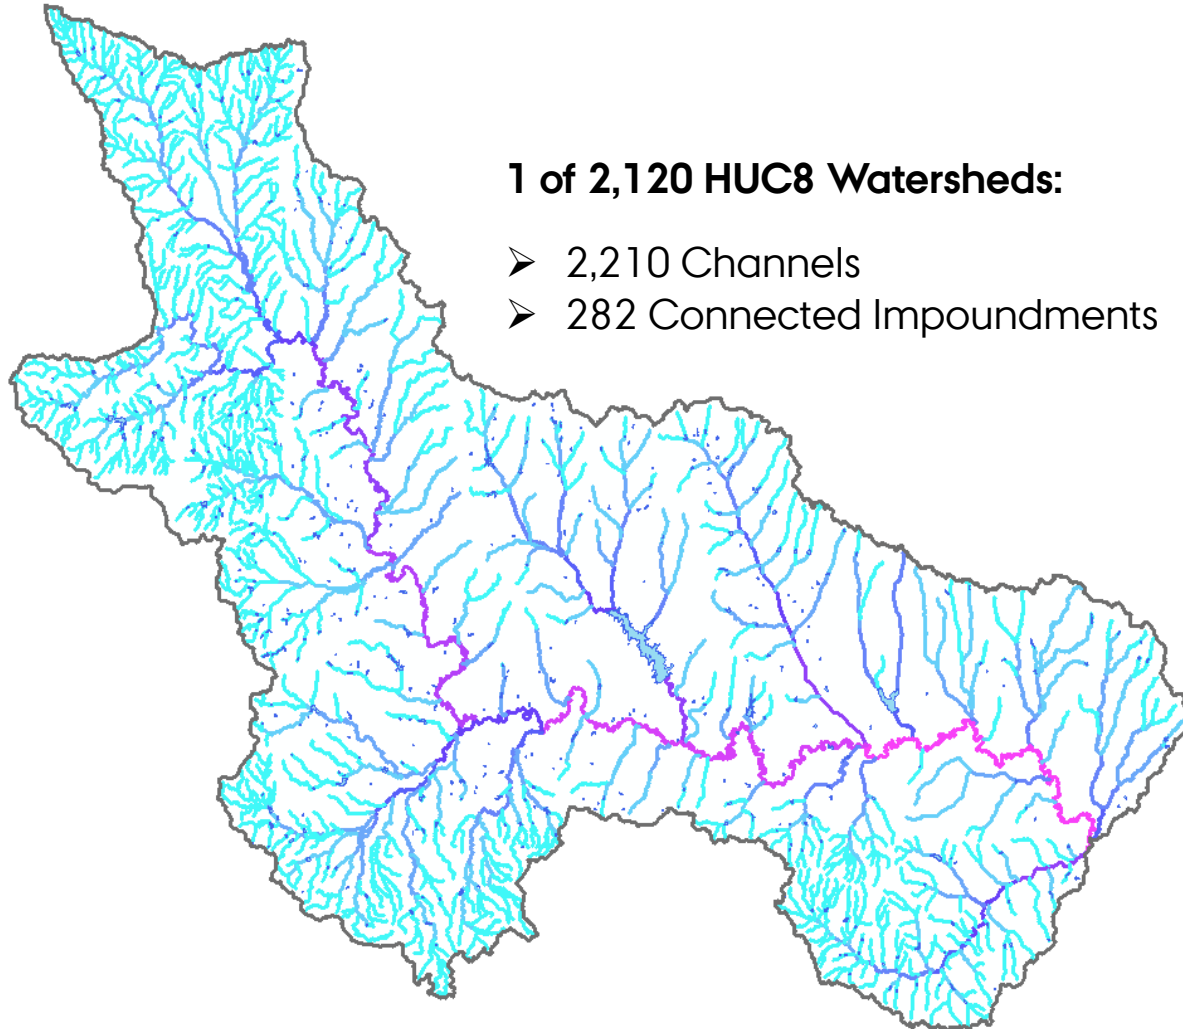 1 of 2,120 HUC8 Watersheds:
➢ 2,210 Channels
➢ 282 Connected Impoundments